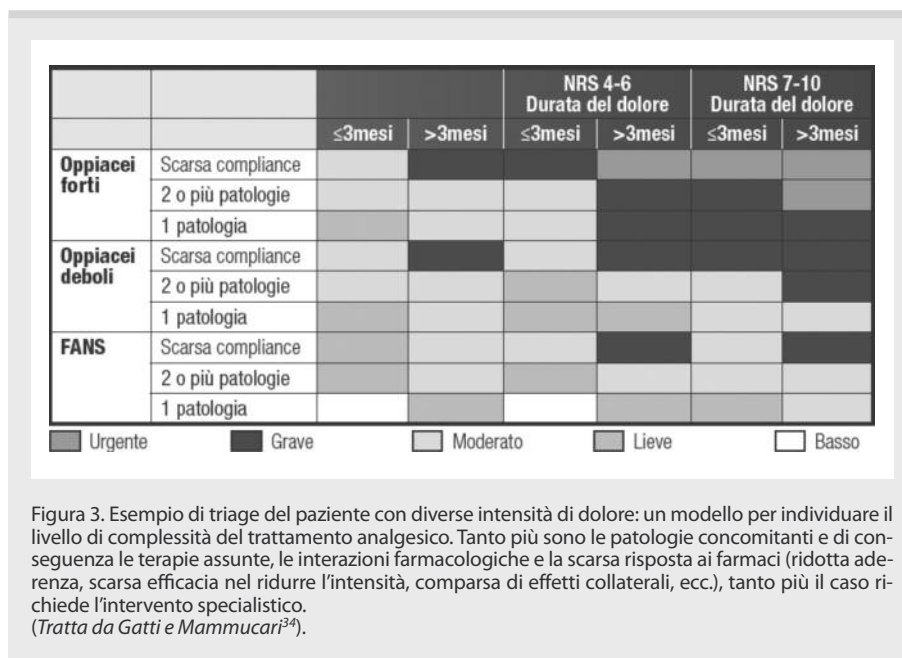 NRS 4-6 NRS 7-10
Durata del dolore Durata del dolore
≤3mesi >3mesi ≤3mesi >3mesi ≤3mesi >3mesi
Oppiacei forti Scarsa compliance
2 o più patologie
1 patologia
Oppiacei deboli Scarsa compliance
2 o più patologie
1 patologia
FANS Scarsa compliance
2 o più patologie
1 patologia
Urgente Grave Moderato Lieve Basso
Figura 3. Esempio di triage del paziente con diverse intensità di dolore: un modello per individuare il
livello di complessità del trattamento analgesico. Tanto più sono le patologie concomitanti e di con-
seguenza le terapie assunte, le interazioni farmacologiche e la scarsa risposta ai farmaci (ridotta ade-
renza, scarsa efficacia nel ridurre l'intensità, comparsa di effetti collaterali, ecc.), tanto più il caso ri-
chiede l'intervento specialistico.
(Tratta da Gatti e Mammucari34).